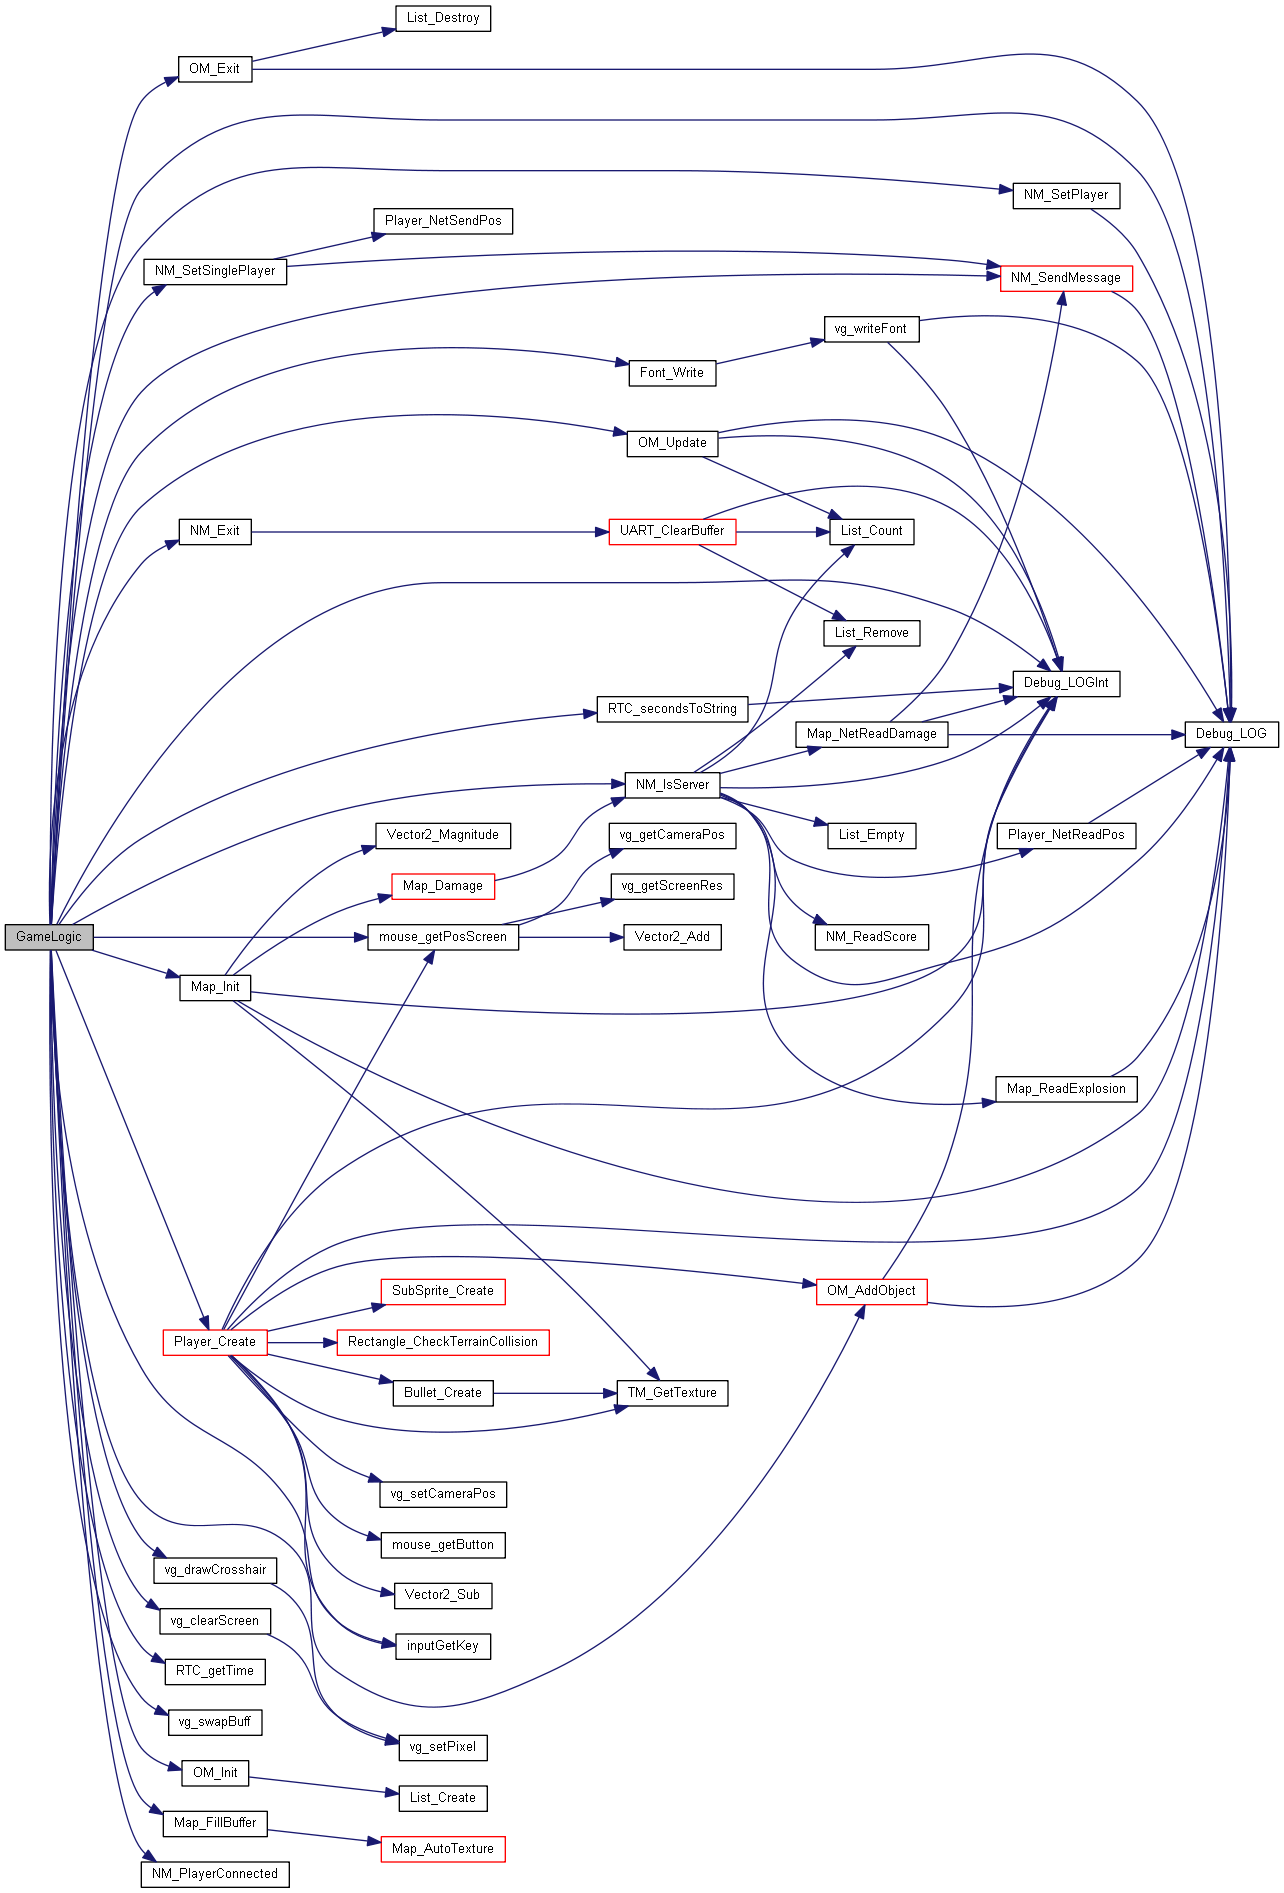 List_Destroy
OM_Exit
NM_SetPlayer
Player_NetSendPos
NM_SetSinglePlayer
NM_SendMessage
vg_writeFont
Font_Write
OM_Update
NM_Exit
UART_ClearBuffer
List_Count
List_Remove
Debug_LOGInt
RTC_secondsToString
Map_NetReadDamage
Debug_LOG
NM_IsServer
Vector2_Magnitude
vg_getCameraPos
List_Empty
Player_NetReadPos
Map_Damage
vg_getScreenRes
GameLogic
mouse_getPosScreen
Vector2_Add
NM_ReadScore
Map_Init
Map_ReadExplosion
SubSprite_Create
OM_AddObject
Player_Create
Rectangle_CheckTerrainCollision
Bullet_Create
TM_GetTexture
vg_setCameraPos
mouse_getButton
vg_drawCrosshair
Vector2_Sub
vg_clearScreen
inputGetKey
RTC_getTime
vg_swapBuff
vg_setPixel
OM_Init
List_Create
Map_FillBuffer
Map_AutoTexture
NM_PlayerConnected